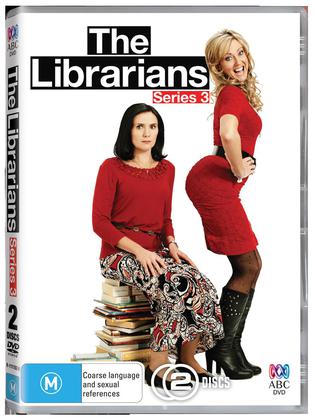 ABC
DVD
The Librarians
Series 3
2
DISCS
DVD
M
The
Librarians
Series 3
M
Coarse language
and sexual
references
2
DISCS
ABC
DVD